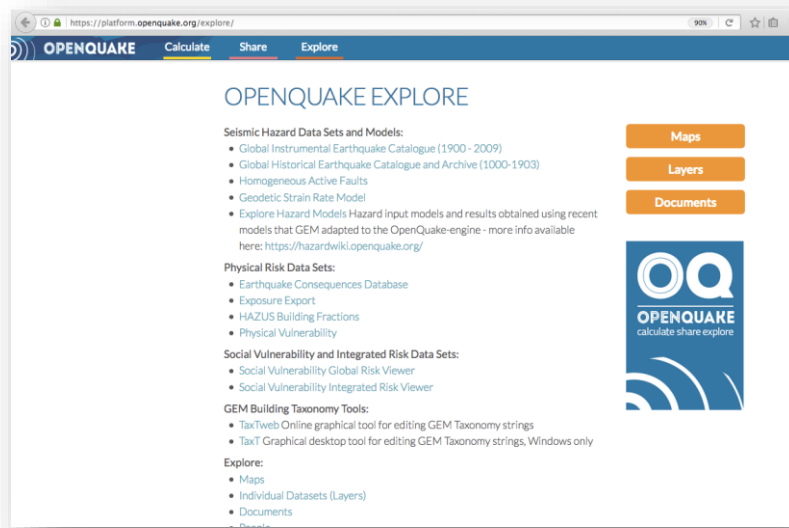 https://platform.openquake.org/explore/
90%
OPENQUAKE Calculate Share Explore
OPENQUAKE EXPLORE
Seismic Hazard Data Sets and Models:
• Global Instrumental Earthquake Catalogue (1900 - 2009)
• Global Historical Earthquake Catalogue and Archive (1000-1903)
• Homogeneous Active Faults
• Geodetic Strain Rate Model
• Explore Hazard Models Hazard input models and results obtained using recent
models that GEM adapted to the OpenQuake-engine - more info available
here: https://hazardwiki.openquake.org/
Physical Risk Data Sets:
• Earthquake Consequences Database
• Exposure Export
• HAZUS Building Fractions
• Physical Vulnerability
Social Vulnerability and Integrated Risk Data Sets:
• Social Vulnerability Global Risk Viewer
• Social Vulnerability Integrated Risk Viewer
GEM Building Taxonomy Tools:
• TaxTweb Online graphical tool for editing GEM Taxonomy strings
• TaxT Graphical desktop tool for editing GEM Taxonomy strings, Windows only
Explore:
• Maps
• Individual Datasets (Layers)
• Documents
Maps
Layers
Documents
OQ
OPENQUAKE
calculate share explore